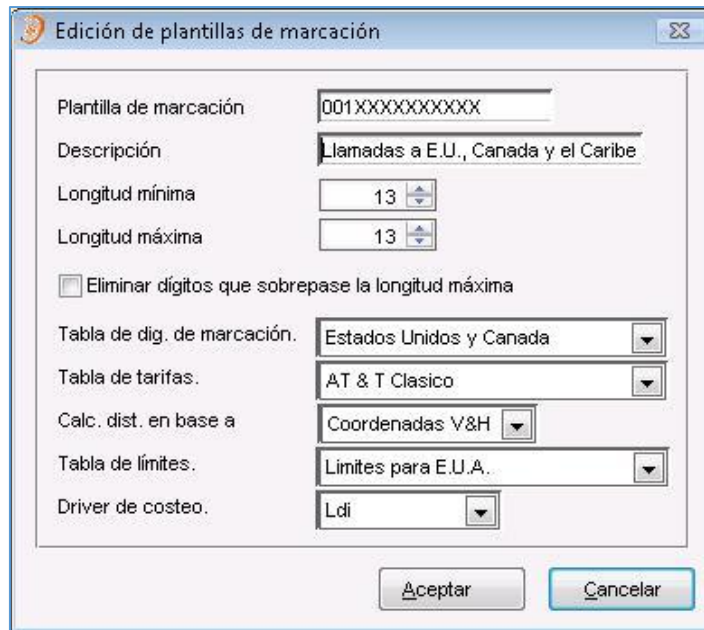 Edición de plantillas de marcación
Plantilla de marcación 001XXXXXXXXXX
Descripción Llamadas a E.U., Canada y el Caribe
Longitud mínima 13
Longitud máxima 13
Eliminar dígitos que sobrepase la longitud máxima
Tabla de dig. de marcación. Estados Unidos y Canada
Tabla de tarifas. AT & T Clasico
Calc. dist. en base a Coordenadas V&H
Tabla de límites. Limites para E.U.A.
Driver de costeo. Ldi
Aceptar Cancelar